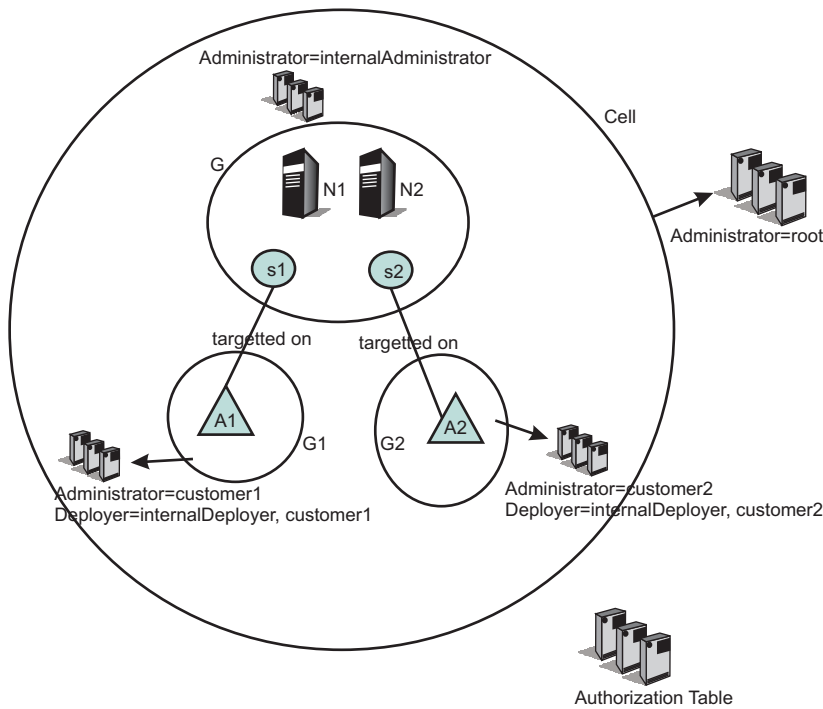 Administrator=internalAdministrator
Cell
G
N1
N2
Administrator=root
s1
s2
targetted on
targetted on
A1
G1
G2
A2
Administrator=customer1
Deployer=internalDeployer, customer1
Administrator=customer2
Deployer=internalDeployer, customer2
Authorization Table